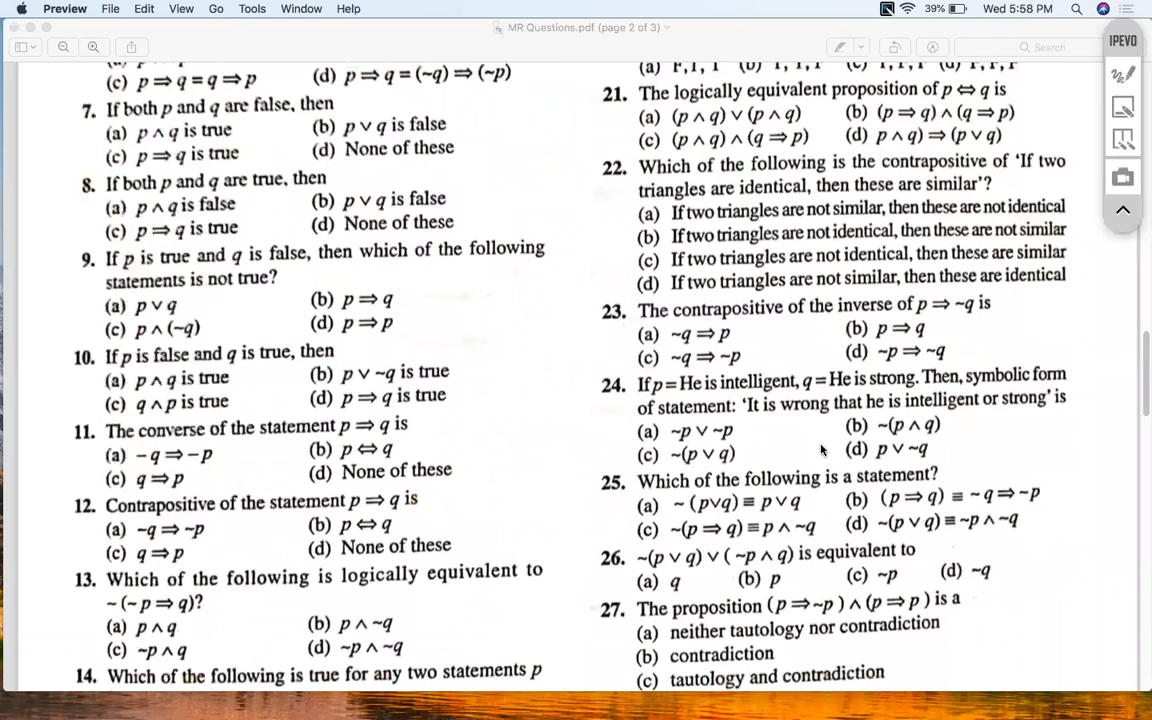 Preview File Edit View Go Tools Window Help 39% Wed 5:58 PM
MR Questions.pdf (page 2 of 3)
Search
IPEVO
(c) p ⇒ q = q ⇒ p (d) p ⇒ q = (~q) ⇒ (~p)
7. If both p and q are false, then
(a) p ∧ q is true (b) p ∨ q is false
(c) p ⇒ q is true (d) None of these
8. If both p and q are true, then
(a) p ∧ q is false (b) p ∨ q is false
(c) p ⇒ q is true (d) None of these
9. If p is true and q is false, then which of the following
statements is not true?
(a) p ∨ q (b) p ⇒ q
(c) p ∧ (~q) (d) p ⇒ p
10. If p is false and q is true, then
(a) p ∧ q is true (b) p ∨ ~q is true
(c) q ∧ p is true (d) p ⇒ q is true
11. The converse of the statement p ⇒ q is
(a) −q ⇒ −p (b) p ⇔ q
(c) q ⇒ p (d) None of these
12. Contrapositive of the statement p ⇒ q is
(a) ~q ⇒ ~p (b) p ⇔ q
(c) q ⇒ p (d) None of these
13. Which of the following is logically equivalent to
~ (~ p ⇒ q)?
(a) p ∧ q (b) p ∧ ~q
(c) ~p ∧ q (d) ~p ∧ ~q
14. Which of the following is true for any two statements p
21. The logically equivalent proposition of p ⇔ q is
(a) (p ∧ q) ∨ (p ∧ q) (b) (p ⇒ q) ∧ (q ⇒ p)
(c) (p ∧ q) ∧ (q ⇒ p) (d) p ∧ q) ⇒ (p ∨ q)
22. Which of the following is the contrapositive of 'If two
triangles are identical, then these are similar'?
(a) If two triangles are not similar, then these are not identical
(b) If two triangles are not identical, then these are not similar
(c) If two triangles are not identical, then these are similar
(d) If two triangles are not similar, then these are identical
23. The contrapositive of the inverse of p ⇒ ~q is
(a) ~q ⇒ p (b) p ⇒ q
(c) ~q ⇒ ~p (d) ~p ⇒ ~q
24. If p = He is intelligent, q = He is strong. Then, symbolic form
of statement: 'It is wrong that he is intelligent or strong' is
(a) ~p ∨ ~p (b) ~(p ∧ q)
(c) ~(p ∨ q) (d) p ∨ ~q
25. Which of the following is a statement?
(a) ~ (p∨q) ≡ p ∨ q (b) (p ⇒ q) ≡ ~ q ⇒ ~p
(c) ~(p ⇒ q) ≡ p ∧ ~q (d) ~(p ∨ q) ≡ ~p ∧ ~q
26. ~(p ∨ q) ∨ ( ~p ∧ q) is equivalent to
(a) q (b) p (c) ~p (d) ~q
27. The proposition (p ⇒ ~p ) ∧ (p ⇒ p ) is a
(a) neither tautology nor contradiction
(b) contradiction
(c) tautology and contradiction